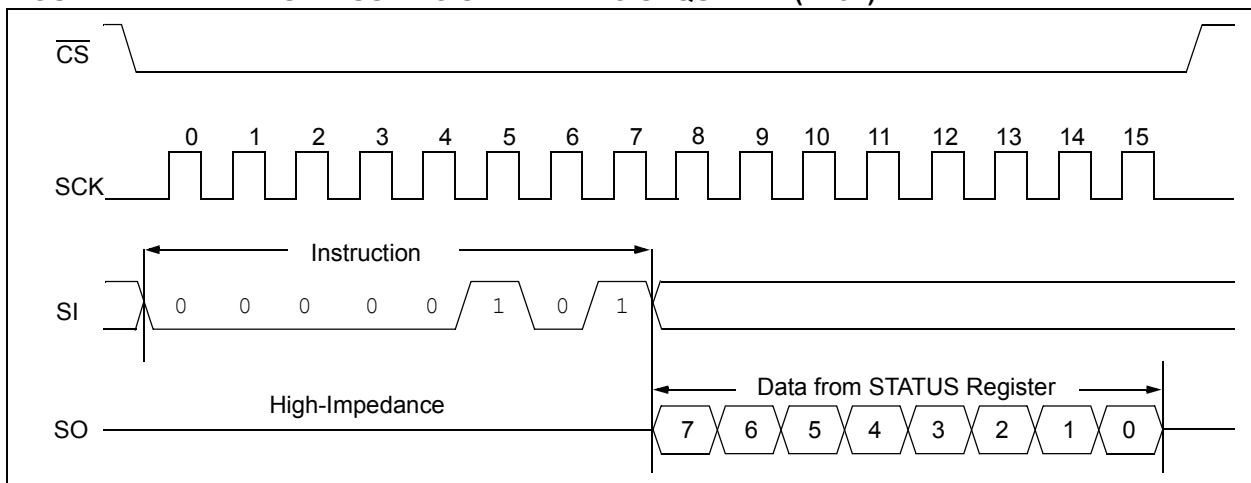 CS
0 1 2 3 4 5 6 7 8 9 10 11 12 13 14 15
SCK
Instruction
SI 0 0 0 0 0 1 0 1
Data from STATUS Register
High-Impedance
SO 7 6 5 4 3 2 1 0